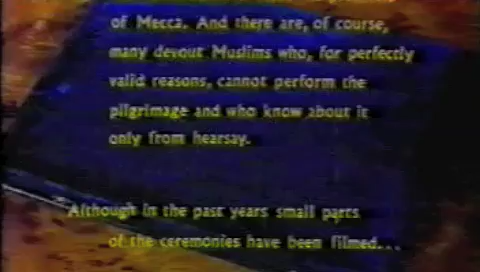 of Mecca. And there are, of course,
many devout Muslims who, for perfectly
valid reasons, cannot perform the
pilgrimage and who know about it
only from hearsay.
Although in the past years small parts
of the ceremonies have been filmed...